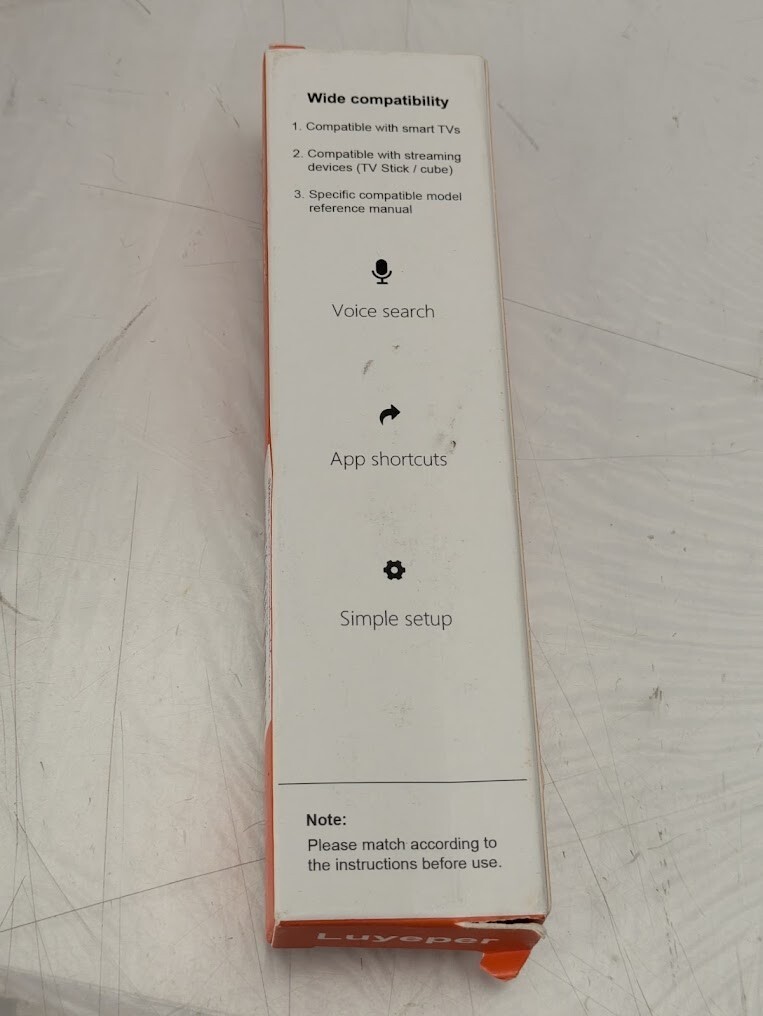 Wide compatibility
1. Compatible with smart TVs
2. Compatible with streaming
devices (TV Stick / cube)
3. Specific compatible model
reference manual
Voice search
App shortcuts
Simple setup
Note:
Please match according to
the instructions before use.
Luyeper